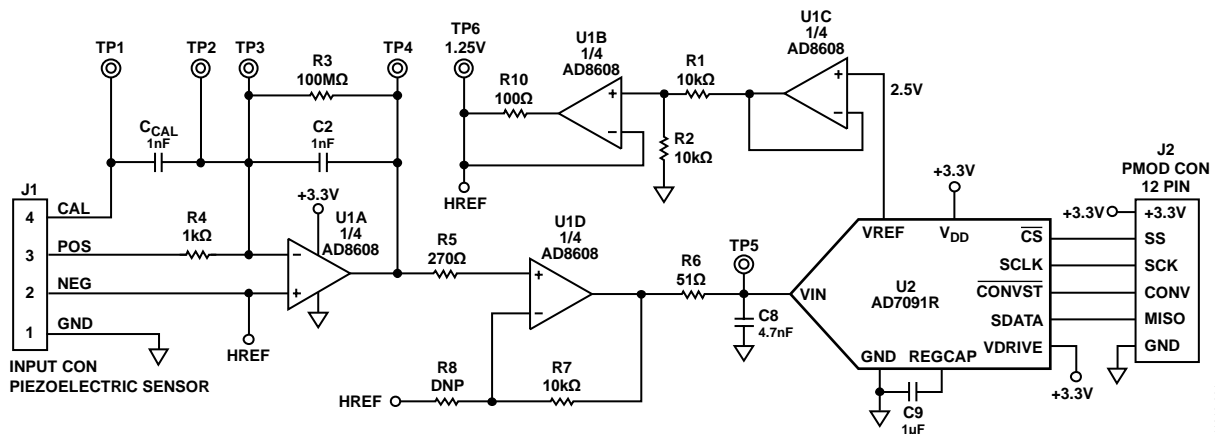 TP1
TP2
TP3
TP4
R3
100MΩ
CCAL
1nF
C2
1nF
J1
4
CAL
3
POS
2
NEG
1
GND
INPUT CON
PIEZOELECTRIC SENSOR
R4
1kΩ
+3.3V
U1A
1/4
AD8608
HREF
TP6
1.25V
R10
100Ω
U1B
1/4
AD8608
R1
10kΩ
R2
10kΩ
U1C
1/4
AD8608
2.5V
HREF
R5
270Ω
U1D
1/4
AD8608
R8
DNP
R7
10kΩ
HREF
R6
51Ω
TP5
C8
4.7nF
VREF
VDD
+3.3V
VIN
U2
AD7091R
CS
SCLK
CONVST
SDATA
VDRIVE
GND
REGCAP
C9
1µF
+3.3V
J2
PMOD CON
12 PIN
+3.3V
+3.3V
SS
SCK
CONV
MISO
GND